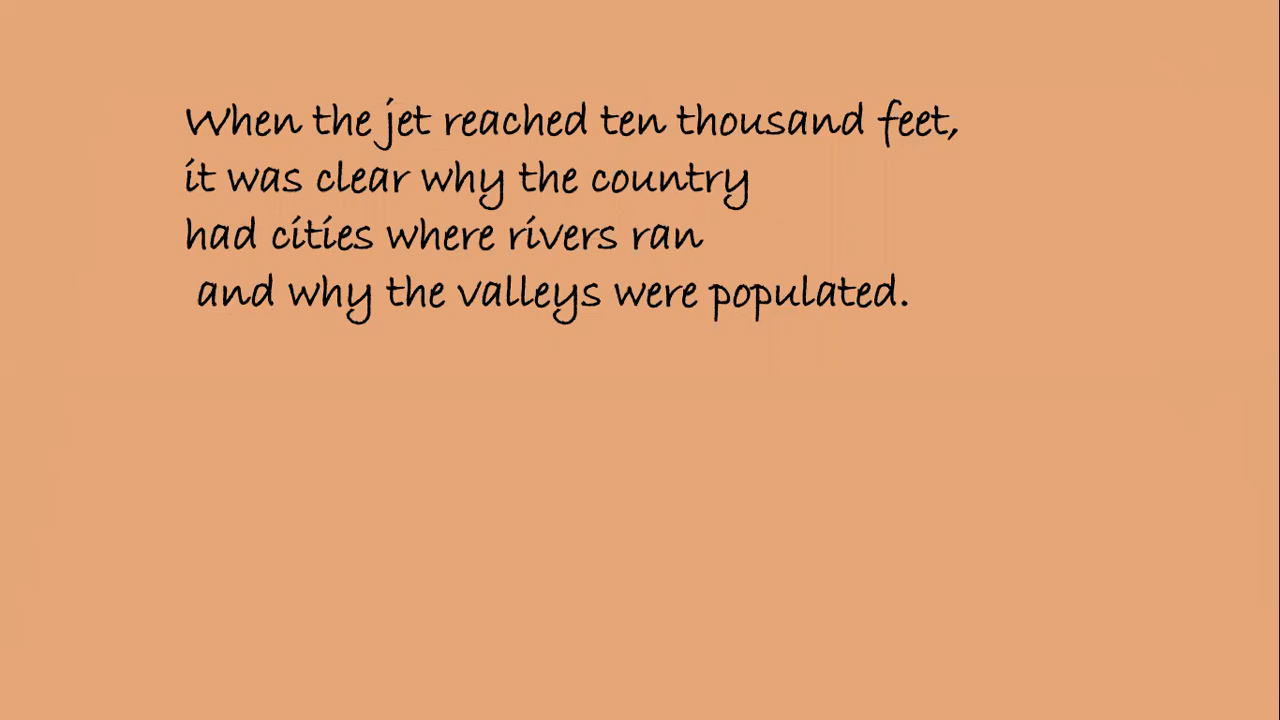 When the jet reached ten thousand feet,
it was clear why the country
had cities where rivers ran
and why the valleys were populated.